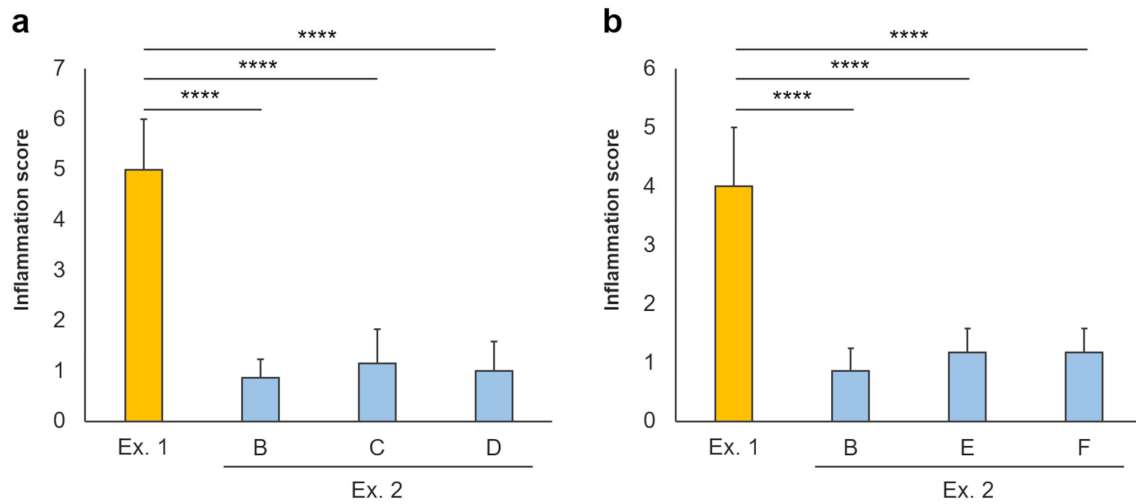 a
****
****
****
7
6
5
4
3
2
1
0
Inflammation score
Ex. 1 B C D
Ex. 2
b
****
****
****
6
5
4
3
2
1
0
Inflammation score
Ex. 1 B E F
Ex. 2